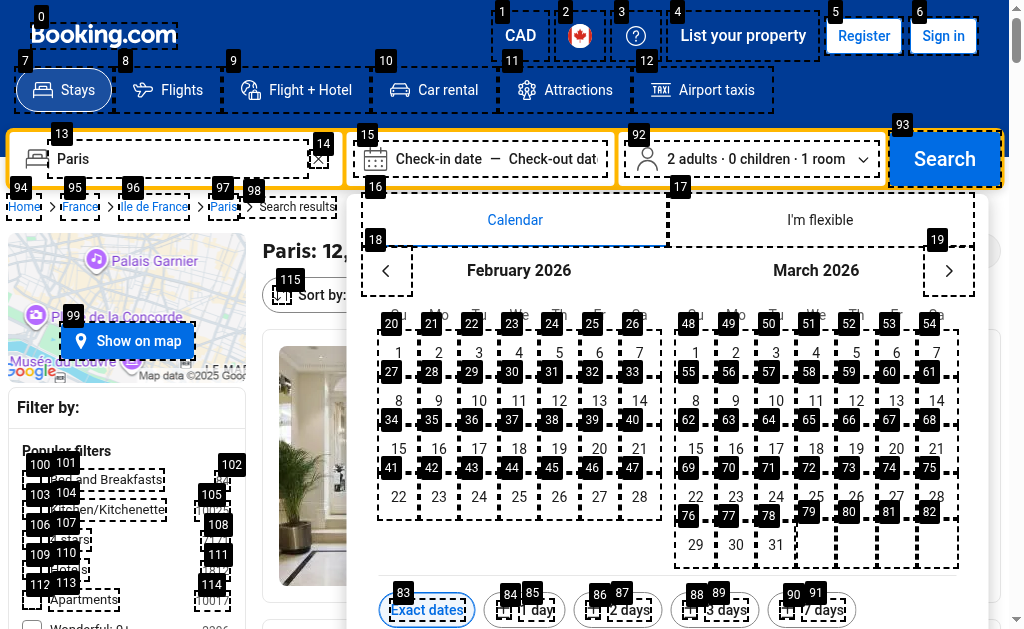 0
1
2
3
4
5
6
Booking.com
CAD
List your property
Register
Sign in
7
8
9
10
11
12
Stays
Flights
Flight + Hotel
Car rental
Attractions
Airport taxis
13
14
15
92
93
Paris
Check-in date — Check-out dat
2 adults · 0 children · 1 room
Search
94
95
96
97
98
16
17
Home
France
Île de France
Paris
Search results
Calendar
I'm flexible
18
19
Palais Garnier
Place de la Concorde
99
Show on map
Musée du Louvre
Google
Map data ©2025 Goog
Paris: 12,
115
Sort by:
February 2026
March 2026
Su Mo Tu We Th Fr Sa
Su Mo Tu We Th Fr Sa
20 21 22 23 24 25 26
48 49 50 51 52 53 54
1 2 3 4 5 6 7
1 2 3 4 5 6 7
27 28 29 30 31 32 33
55 56 57 58 59 60 61
8 9 10 11 12 13 14
8 9 10 11 12 13 14
34 35 36 37 38 39 40
62 63 64 65 66 67 68
15 16 17 18 19 20 21
15 16 17 18 19 20 21
41 42 43 44 45 46 47
69 70 71 72 73 74 75
22 23 24 25 26 27 28
22 23 24 25 26 27 28
76 77 78 79 80 81 82
29 30 31
83
84 85
86 87
88 89
90 91
Exact dates
1 day
2 days
3 days
7 days
Filter by:
Popular filters
100 101
102
Bed and Breakfasts
103 104
105
Kitchen/Kitchenette
106 107
108
stars
109 110
111
Hotels
112 113
114
Apartments
10017
Wonderful: 9+